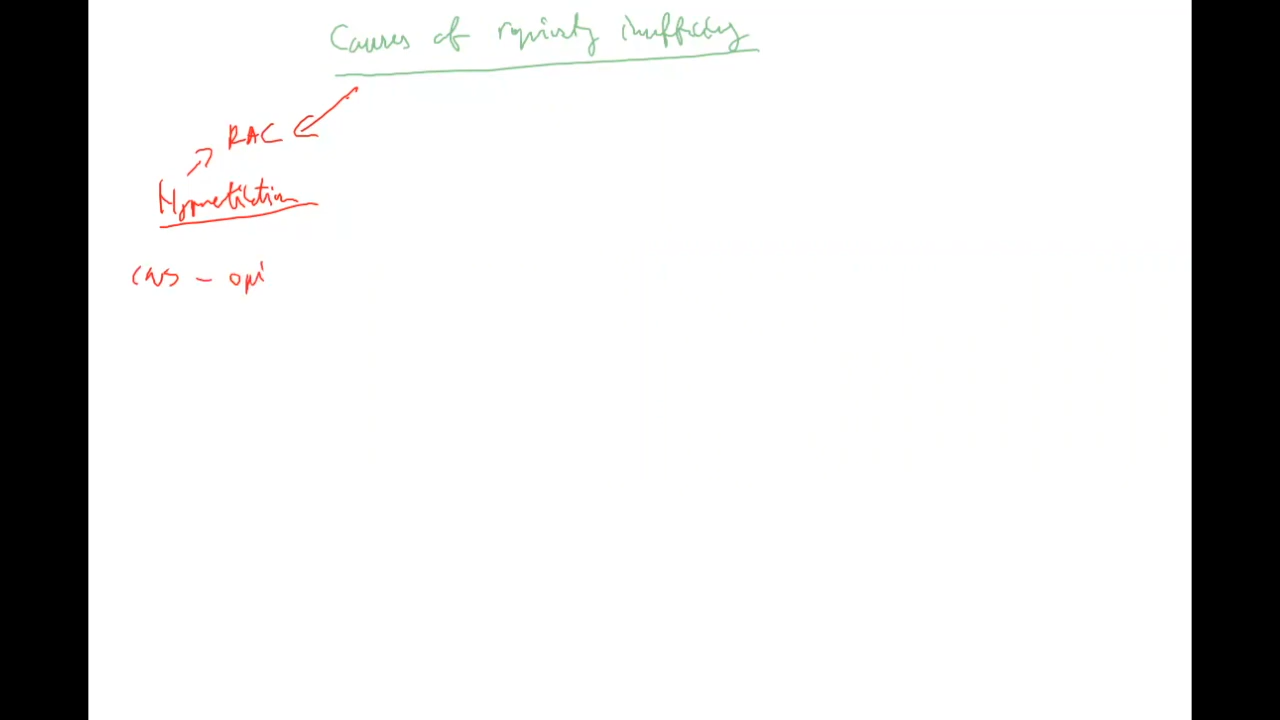 Causes of respiratory insufficiency
RAC
Hypoventilation
CNS - opi